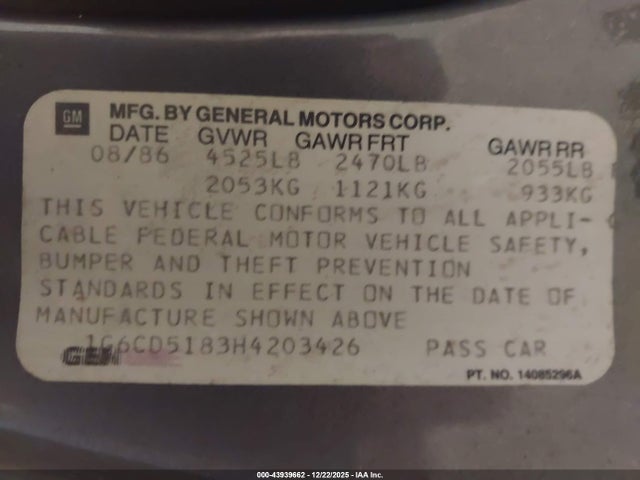 GM MFG. BY GENERAL MOTORS CORP.
DATE GVWR GAWR FRT GAWR RR
08/86 4525LB 2470LB 2055LB
2053KG 1121KG 933KG
THIS VEHICLE CONFORMS TO ALL APPLI-
CABLE FEDERAL MOTOR VEHICLE SAFETY,
BUMPER AND THEFT PREVENTION
STANDARDS IN EFFECT ON THE DATE OF
MANUFACTURE SHOWN ABOVE
1G6CD5183H4203426 PASS CAR
PT. NO. 14085296A
000-43939662 - 12/22/2025 - IAA Inc.